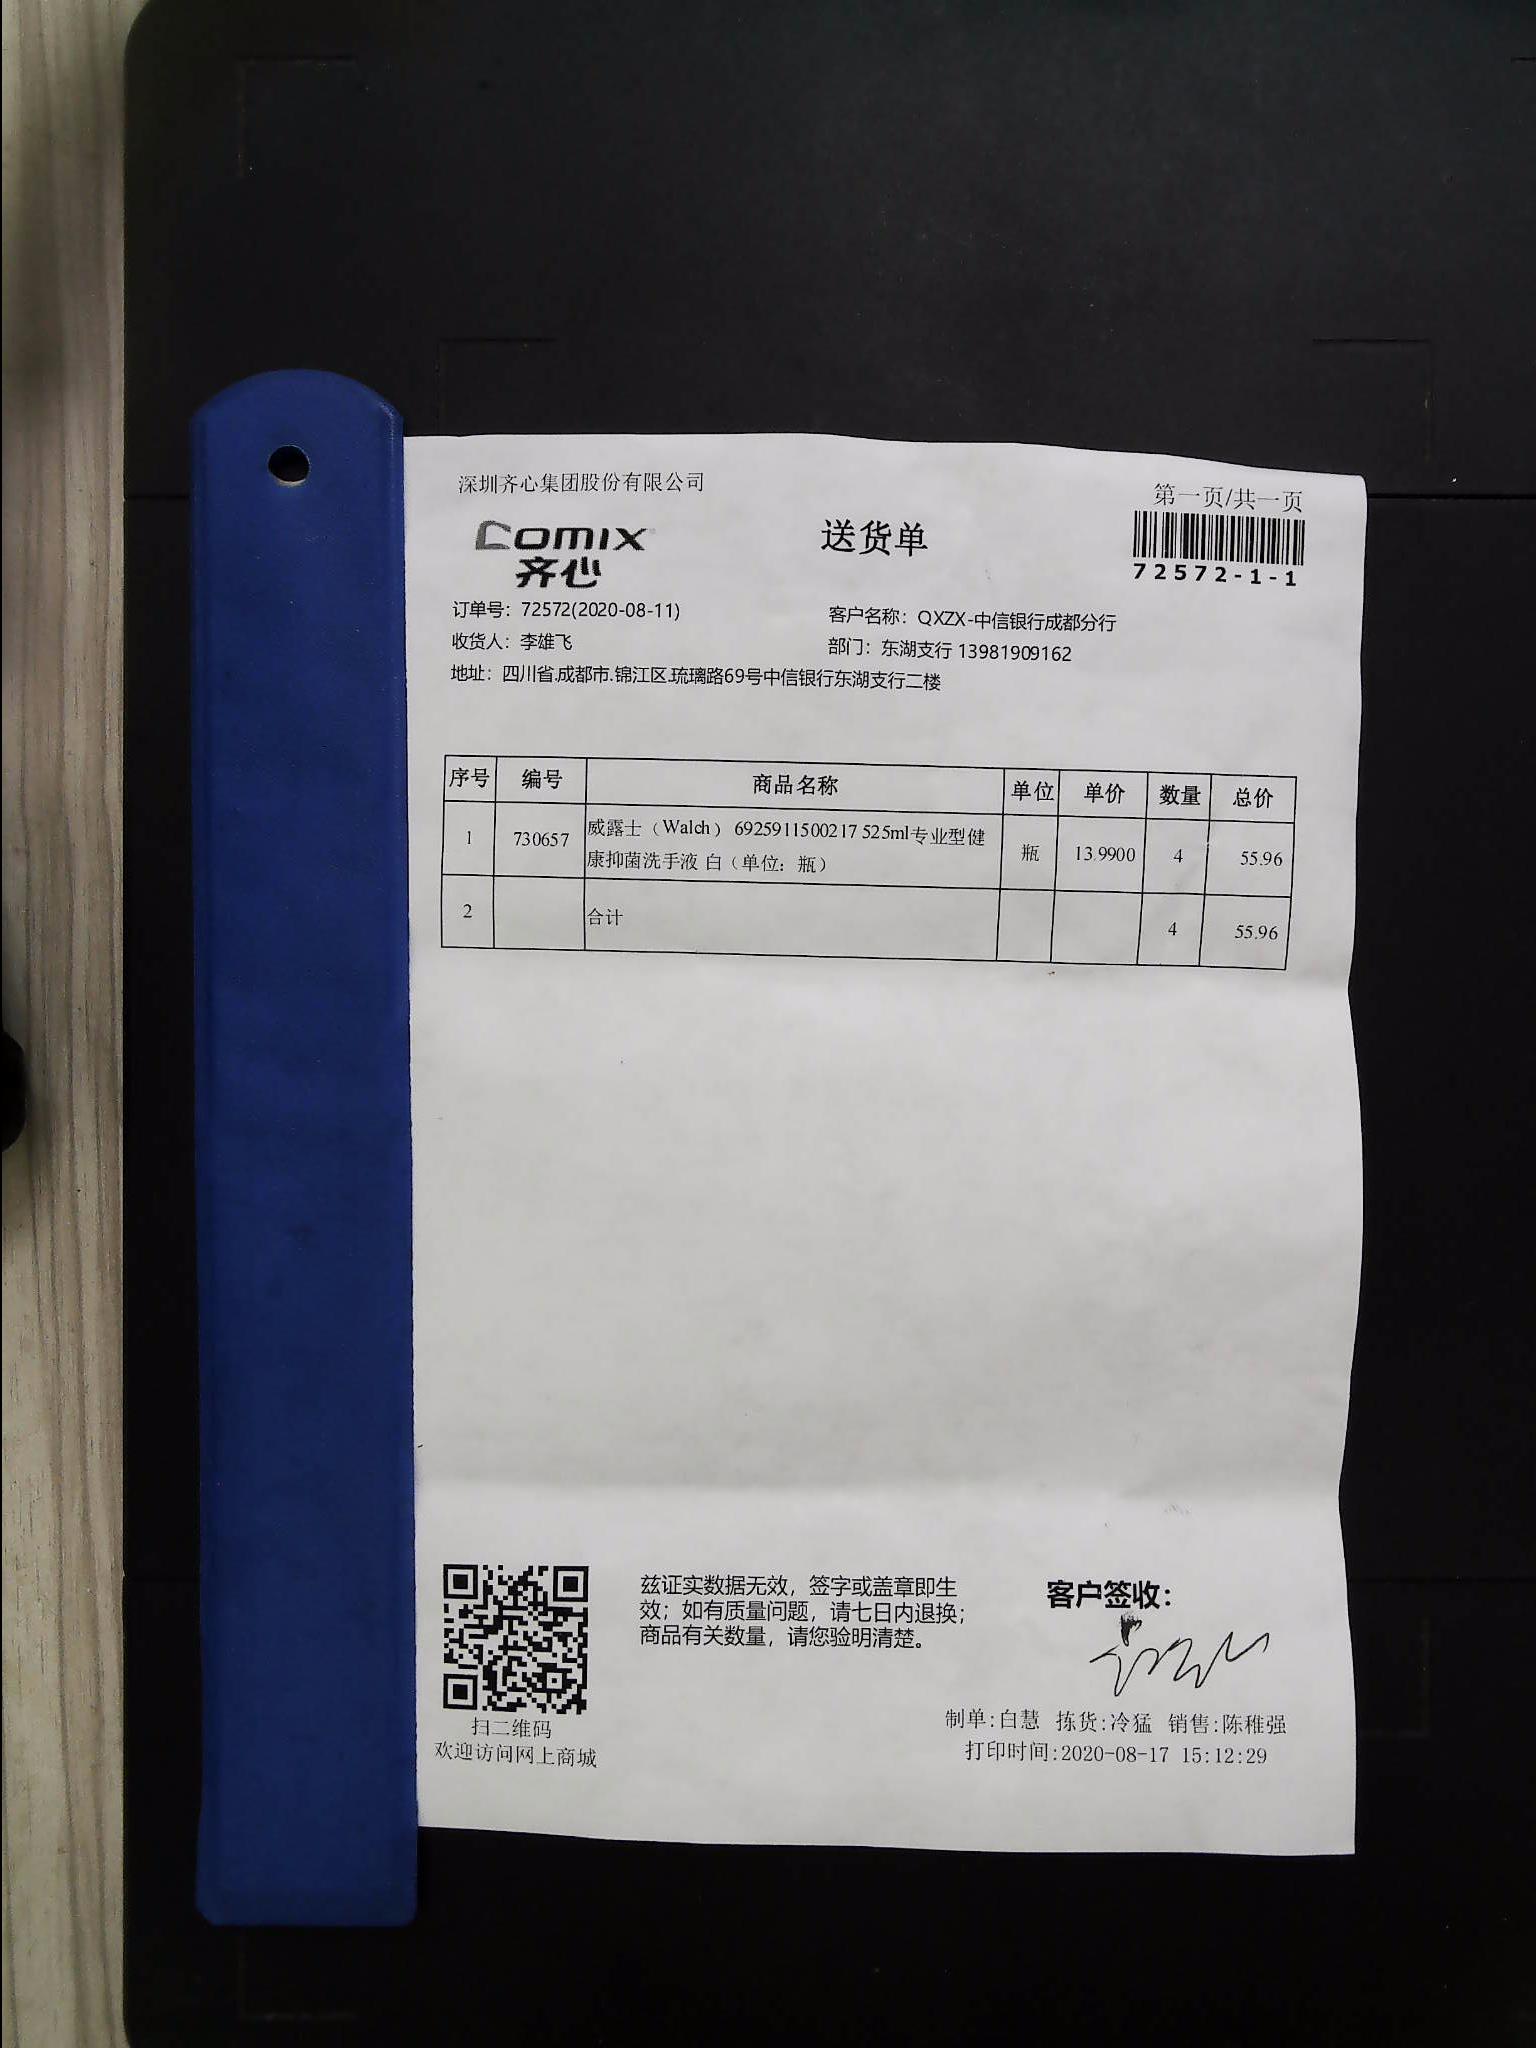 深圳齐心集团股份有限公司
第一页/共一页
comix
齐心
送货单
72572-1-1
订单号：72572(2020-08-11)
客户名称：QXZX-中信银行成都分行
收货人：李雄飞
部门：东湖支行 13981909162
地址：四川省.成都市.锦江区.琉璃路69号中信银行东湖支行二楼
序号 编号 商品名称 单位 单价 数量 总价
1 730657 威露士（Walch） 6925911500217 525ml专业型健
康抑菌洗手液 白（单位：瓶） 瓶 13.9900 4 55.96
2 合计 4 55.96
兹证实数据无效，签字或盖章即生
效；如有质量问题，请七日内退换；
商品有关数量，请您验明清楚。
客户签收：
扫二维码
欢迎访问网上商城
制单:白慧 拣货:冷猛 销售:陈稚强
打印时间:2020-08-17 15:12:29